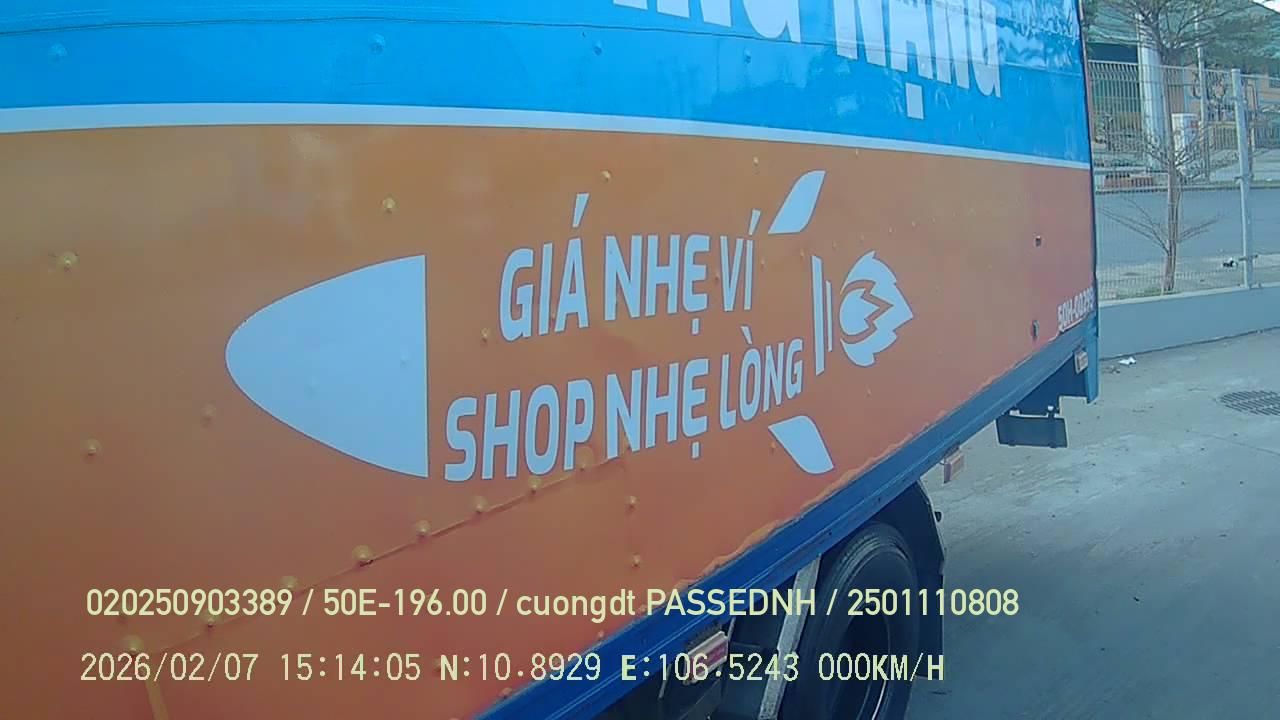 NẶNG
GIÁ NHẸ VÍ
SHOP NHẸ LÒNG
020250903389 / 50E-196.00 / cuongdt PASSEDNH / 2501110808
2026/02/07 15:14:05 N:10.8929 E:106.5243 000KM/H